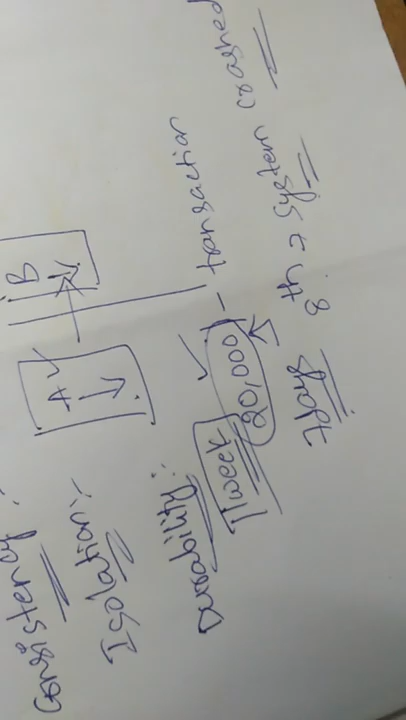 Consistency :
Isolation :-
A
B
Durability :-
1 week (20,000) - transaction
7 days 8th → System crashed